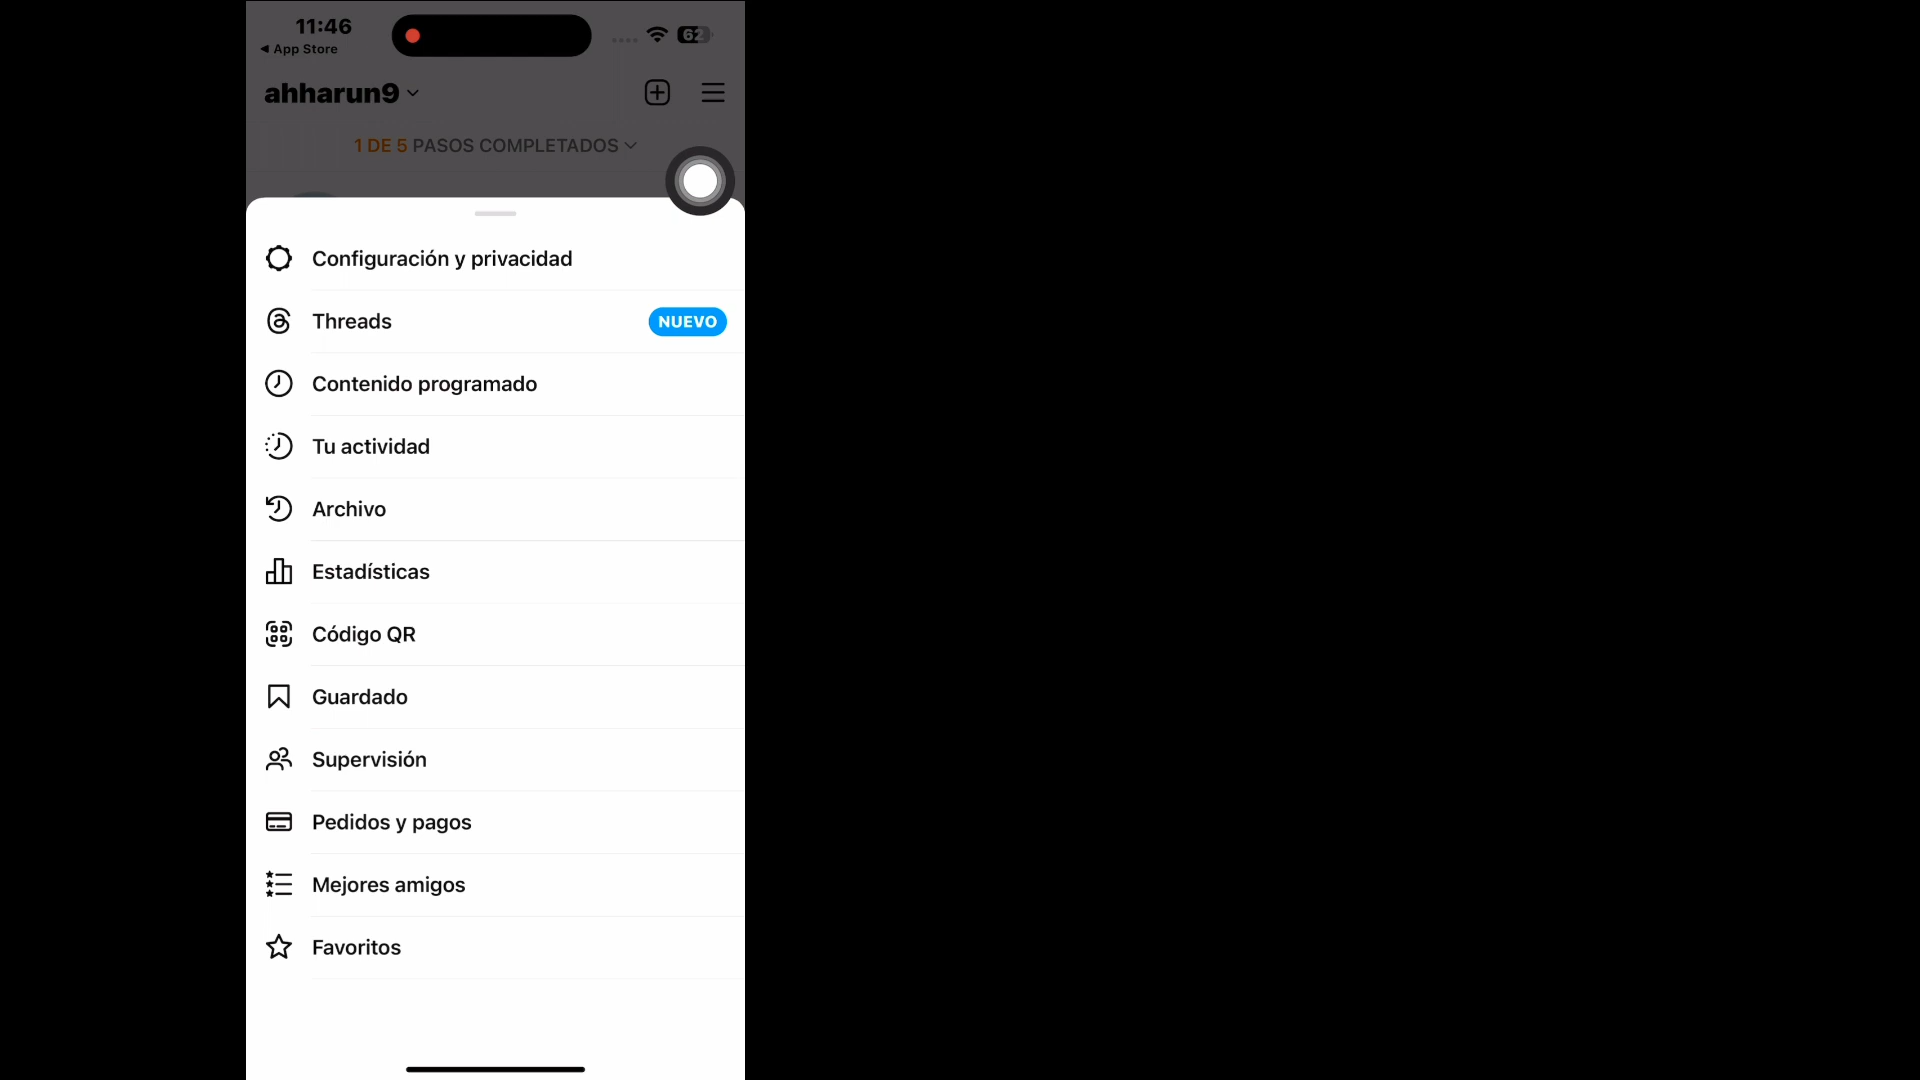 11:46
◀ App Store
62
ahharun9
1 DE 5 PASOS COMPLETADOS
Configuración y privacidad
Threads
NUEVO
Contenido programado
Tu actividad
Archivo
Estadísticas
Código QR
Guardado
Supervisión
Pedidos y pagos
Mejores amigos
Favoritos